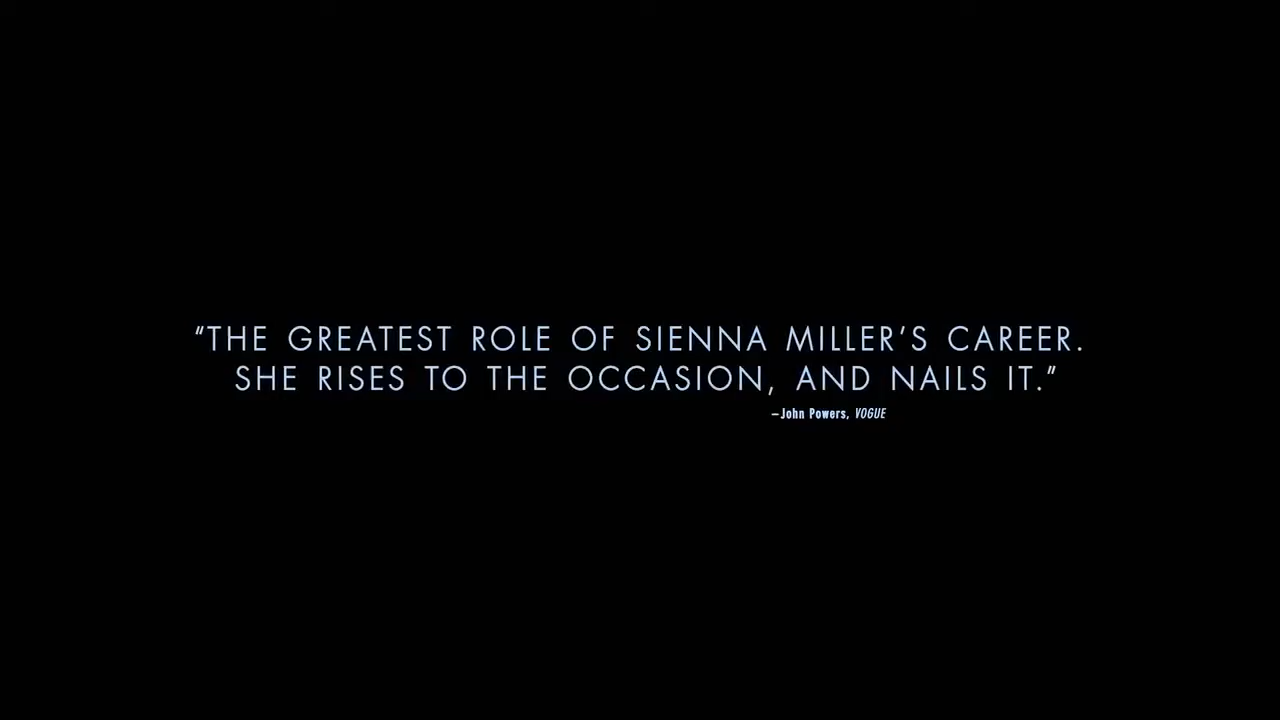 “THE GREATEST ROLE OF SIENNA MILLER’S CAREER.
SHE RISES TO THE OCCASION, AND NAILS IT.”
–John Powers, VOGUE